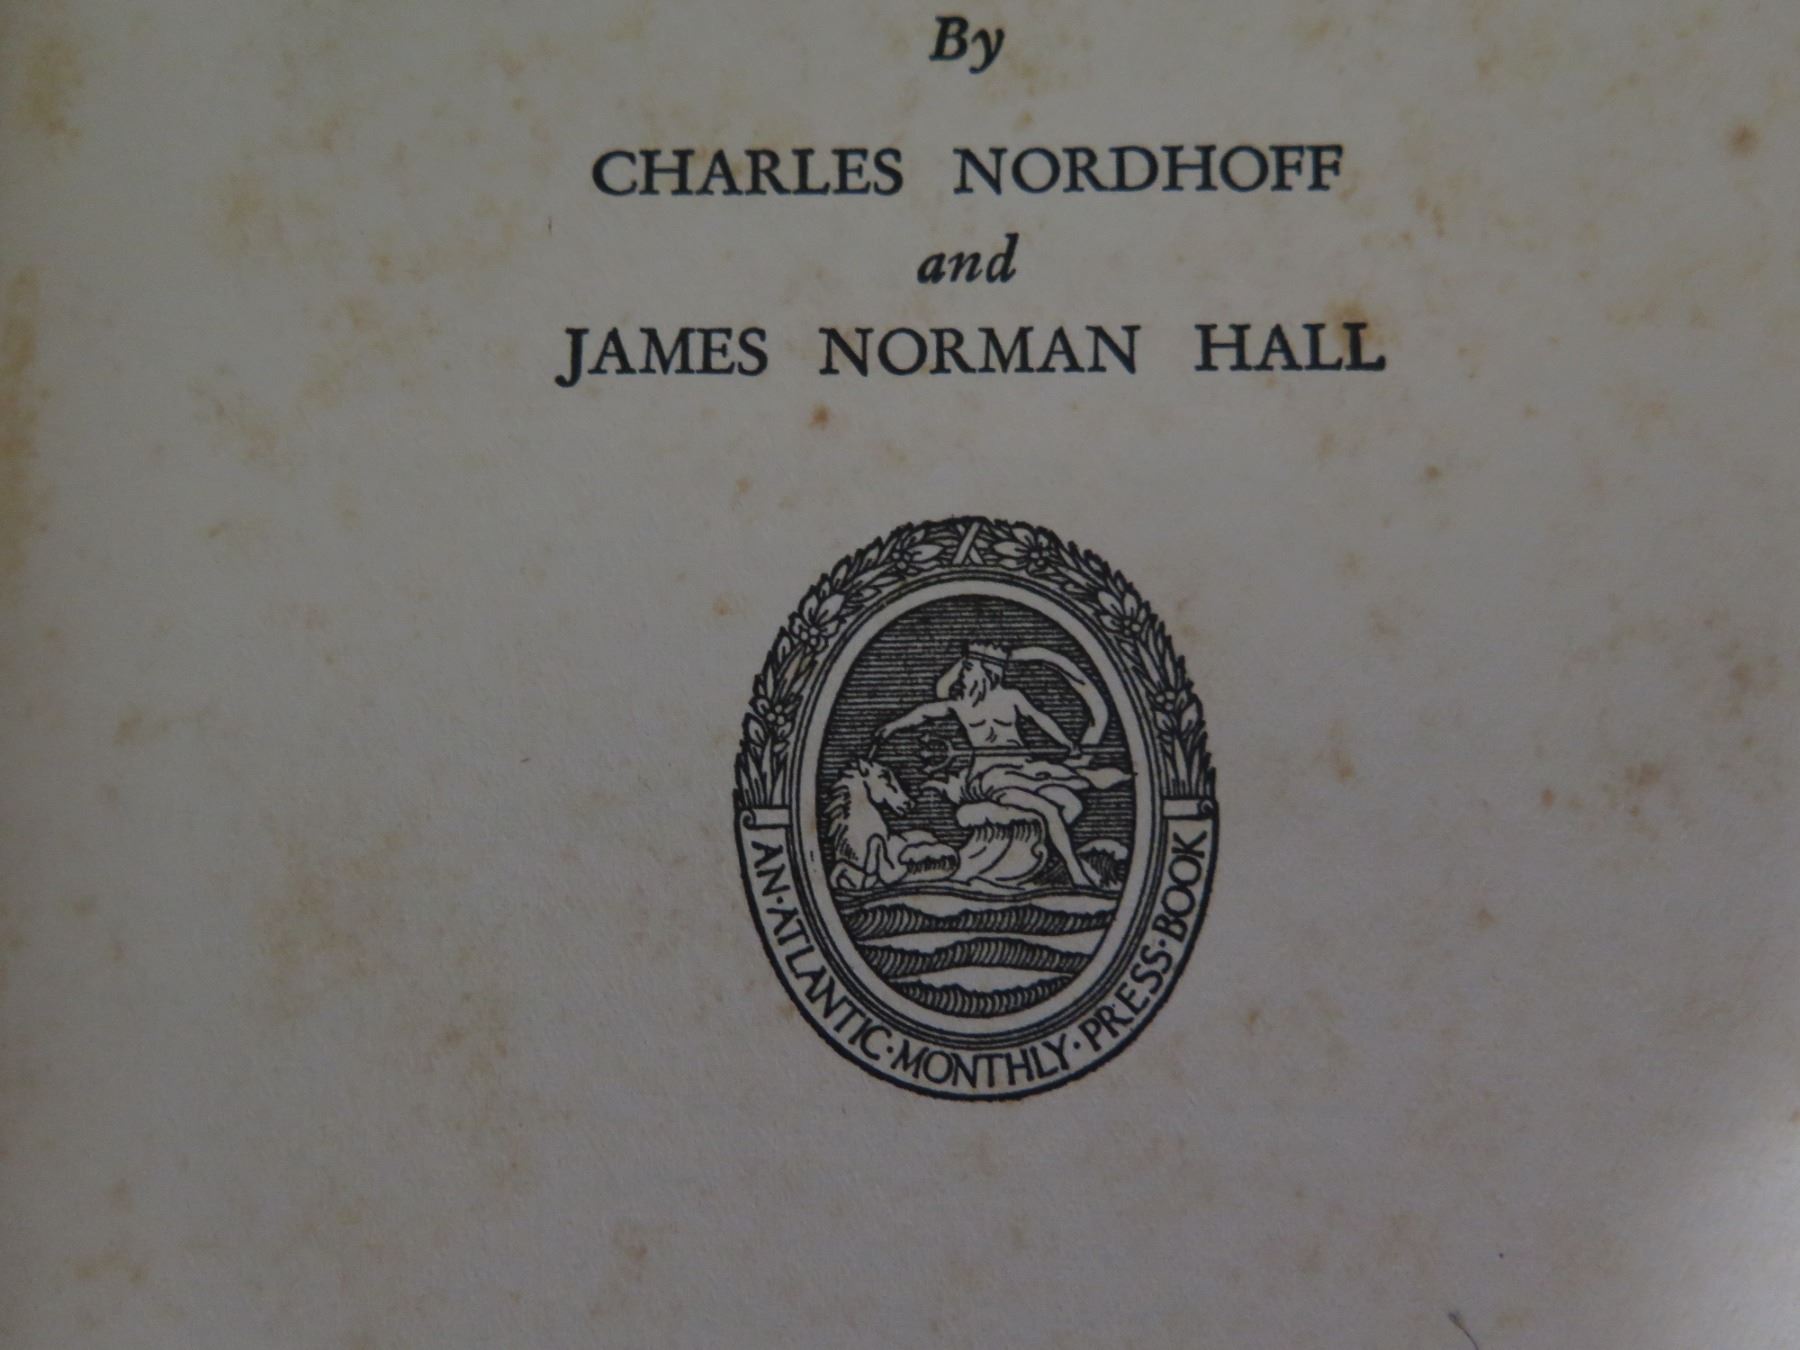 By
CHARLES NORDHOFF
and
JAMES NORMAN HALL
AN·ATLANTIC·MONTHLY·PRESS·BOOK